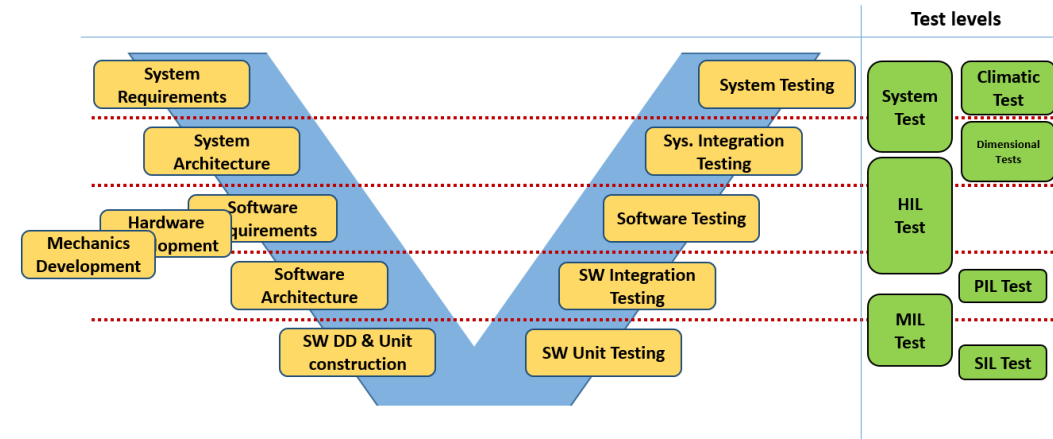 Test levels
System
Requirements
System Testing
System
Test
Climatic
Test
System
Architecture
Sys. Integration
Testing
Dimensional
Tests
Software
quirements
Hardware
opment
Mechanics
Development
Software Testing
HIL
Test
Software
Architecture
SW Integration
Testing
PIL Test
MIL
Test
SW DD & Unit
construction
SW Unit Testing
SIL Test